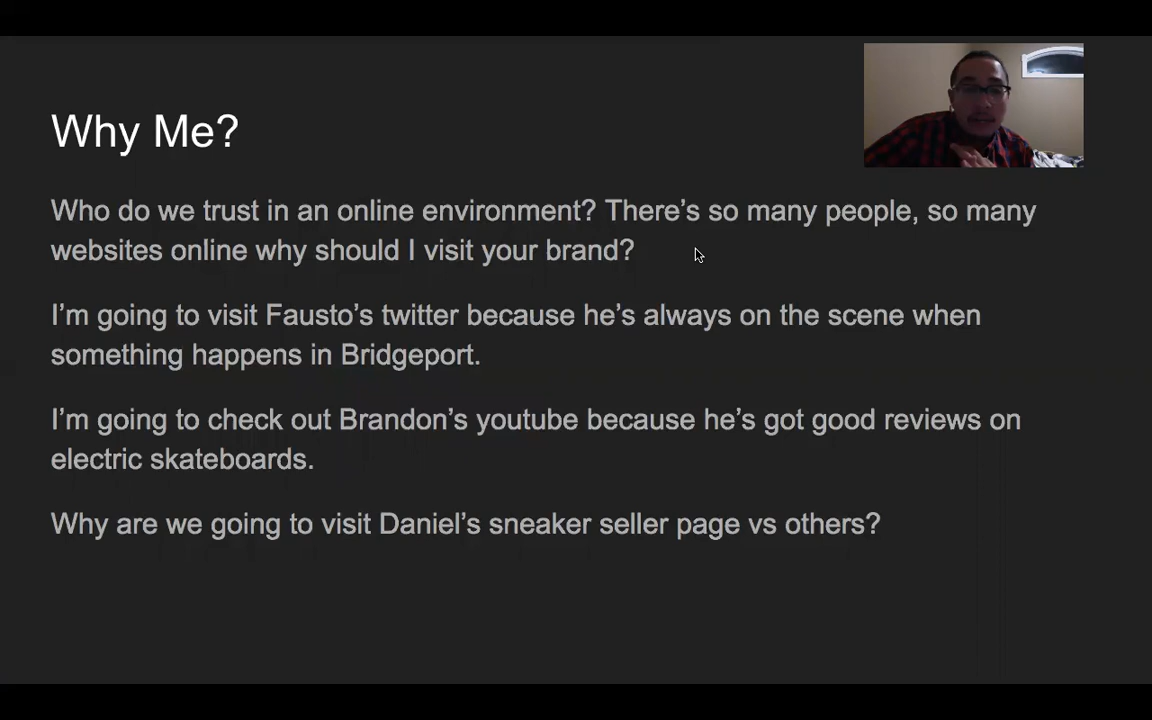 Why Me?
Who do we trust in an online environment? There’s so many people, so many
websites online why should I visit your brand?
I’m going to visit Fausto’s twitter because he’s always on the scene when
something happens in Bridgeport.
I’m going to check out Brandon’s youtube because he’s got good reviews on
electric skateboards.
Why are we going to visit Daniel’s sneaker seller page vs others?